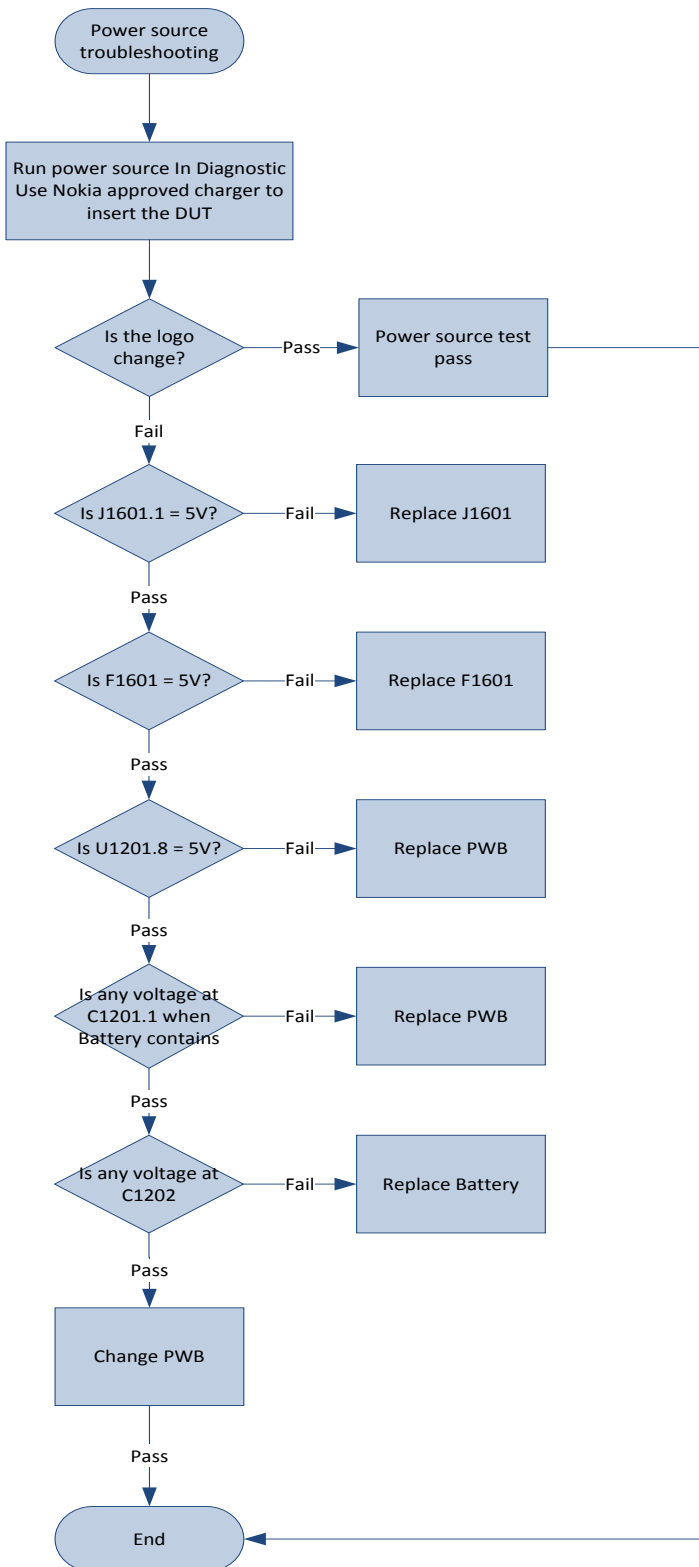 Power source
troubleshooting
Run power source In Diagnostic
Use Nokia approved charger to
insert the DUT
Is the logo
change?
Pass
Power source test
pass
Fail
Is J1601.1 = 5V?
Fail
Replace J1601
Pass
Is F1601 = 5V?
Fail
Replace F1601
Pass
Is U1201.8 = 5V?
Fail
Replace PWB
Pass
Is any voltage at
C1201.1 when
Battery contains
Fail
Replace PWB
Pass
Is any voltage at
C1202
Fail
Replace Battery
Pass
Change PWB
Pass
End